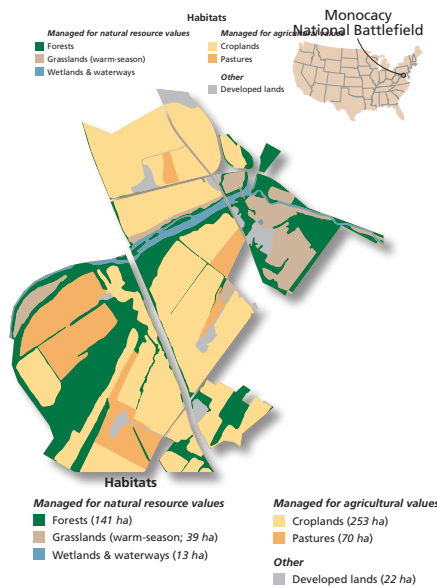 Monocacy
National Battlefield
Habitats
Managed for natural resource values
Forests
Grasslands (warm-season)
Wetlands & waterways
Managed for agricultural values
Croplands
Pastures
Other
Developed lands
Habitats
Managed for natural resource values
Forests (141 ha)
Grasslands (warm-season; 39 ha)
Wetlands & waterways (13 ha)
Managed for agricultural values
Croplands (253 ha)
Pastures (70 ha)
Other
Developed lands (22 ha)